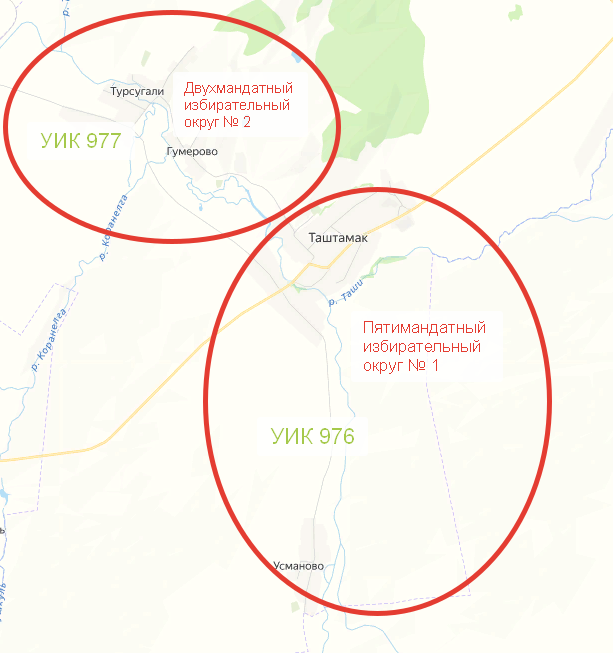 р.
Турсугали
Двухмандатный
избирательный
округ № 2
УИК 977
Гумерово
р. Коранелга
Таштамак
р. Таши
р. Коранелга
Пятимандатный
избирательный
округ № 1
УИК 976
Усманово